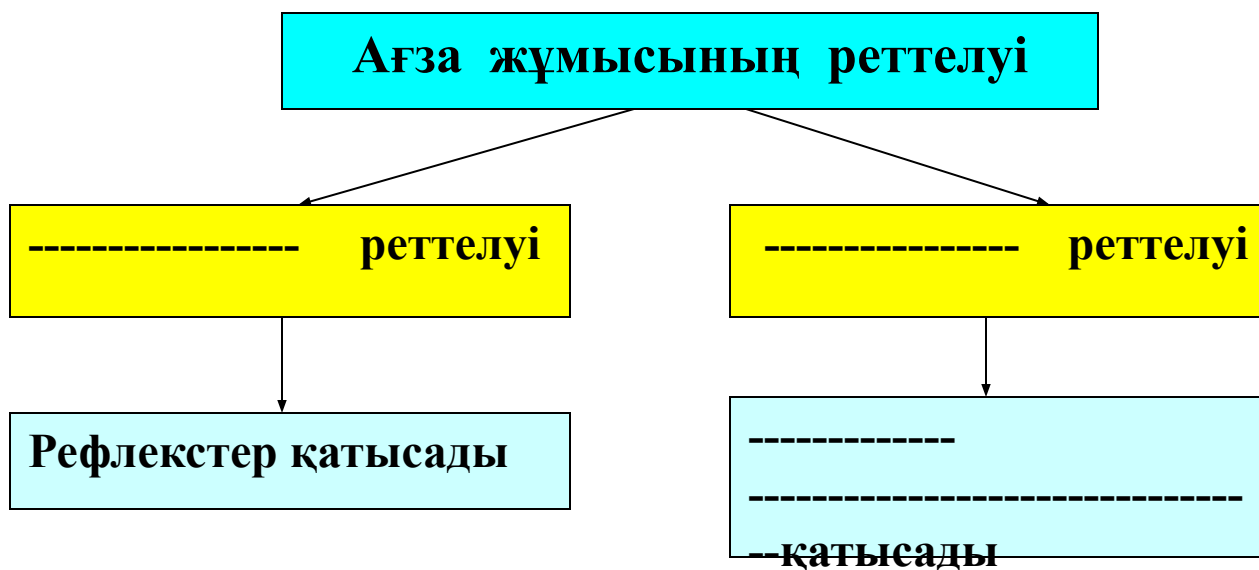 Ағза жұмысының реттелуі
----------------- реттелуі
---------------- реттелуі
Рефлекстер қатысады
-------------
-------------------------------
--қатысады